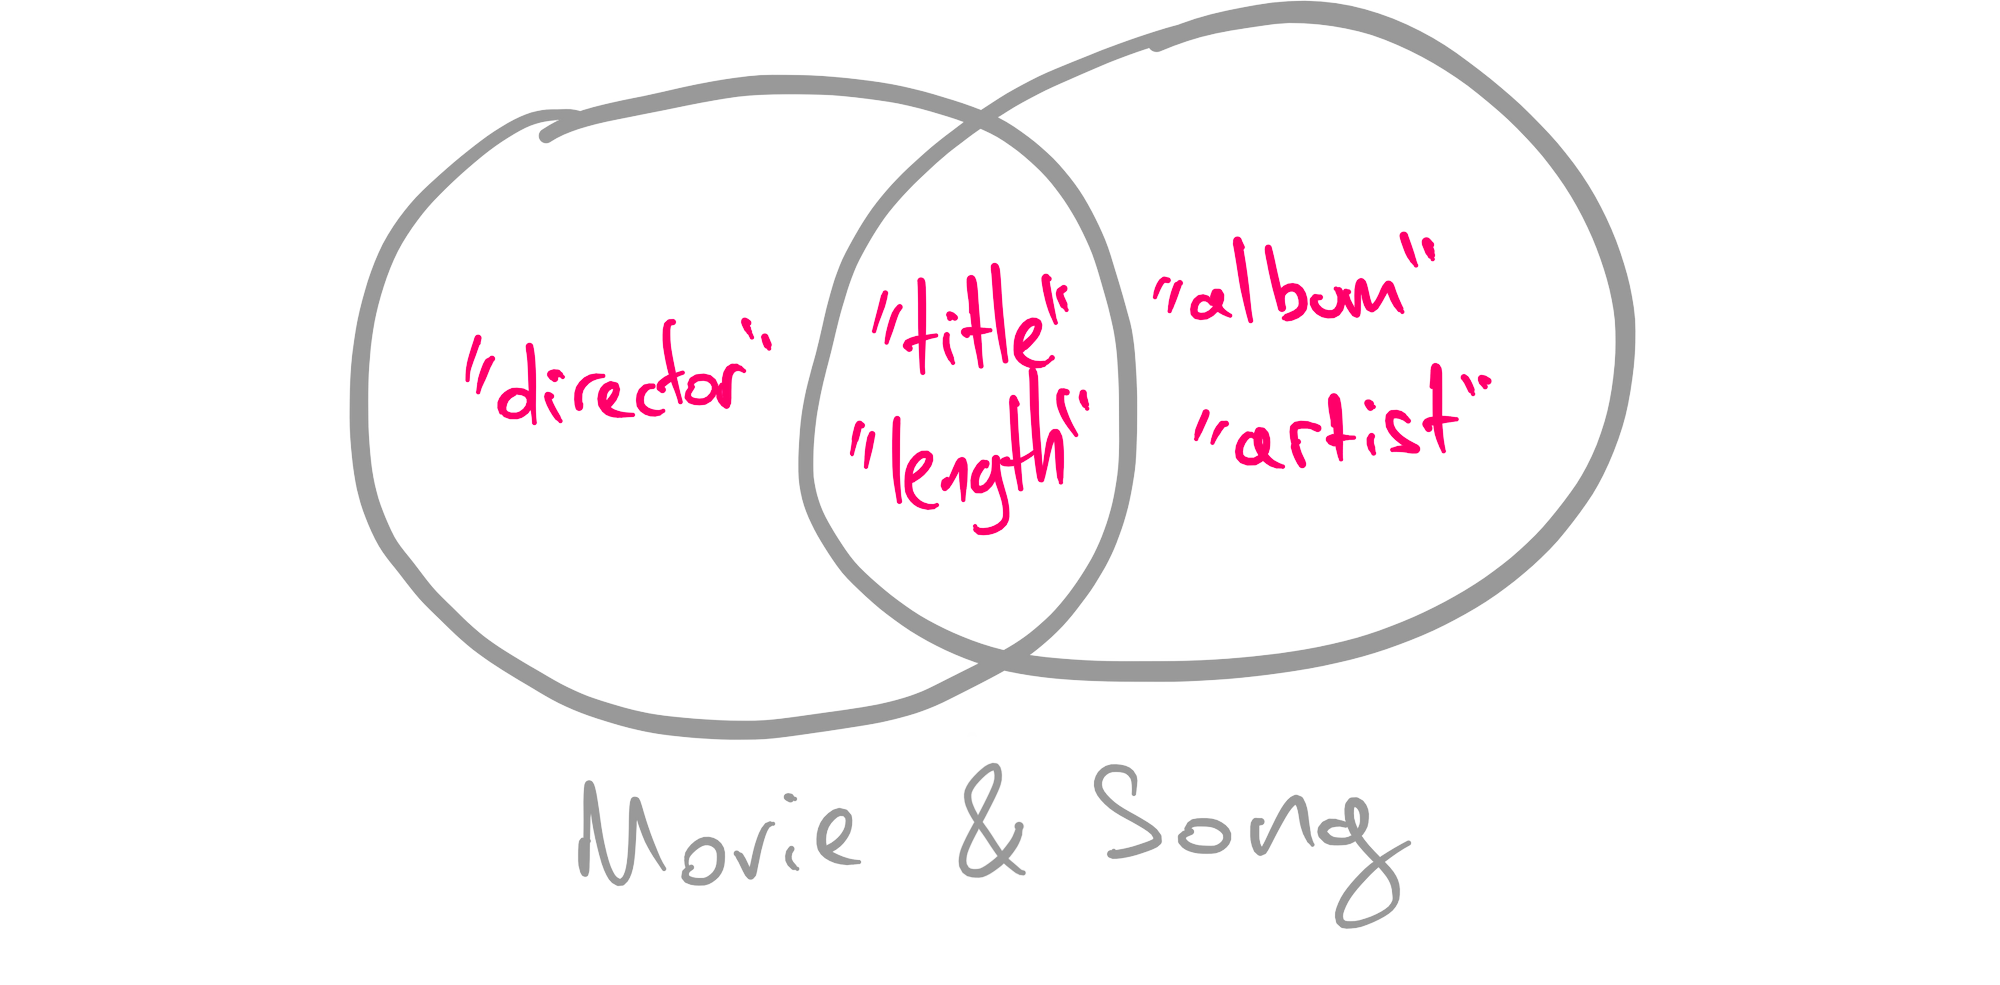 "director"
"title"
"length"
"album"
"artist"
Movie & Song